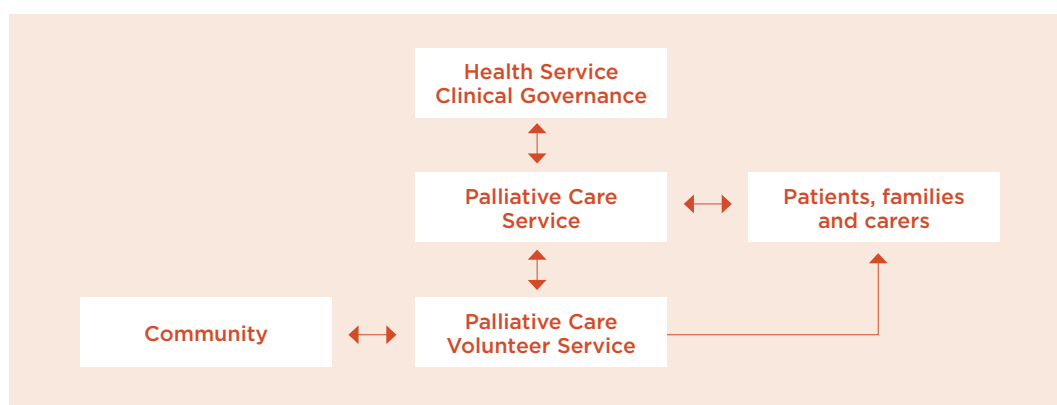 Health Service
Clinical Governance
Palliative Care
Service
Patients, families
and carers
Community
Palliative Care
Volunteer Service